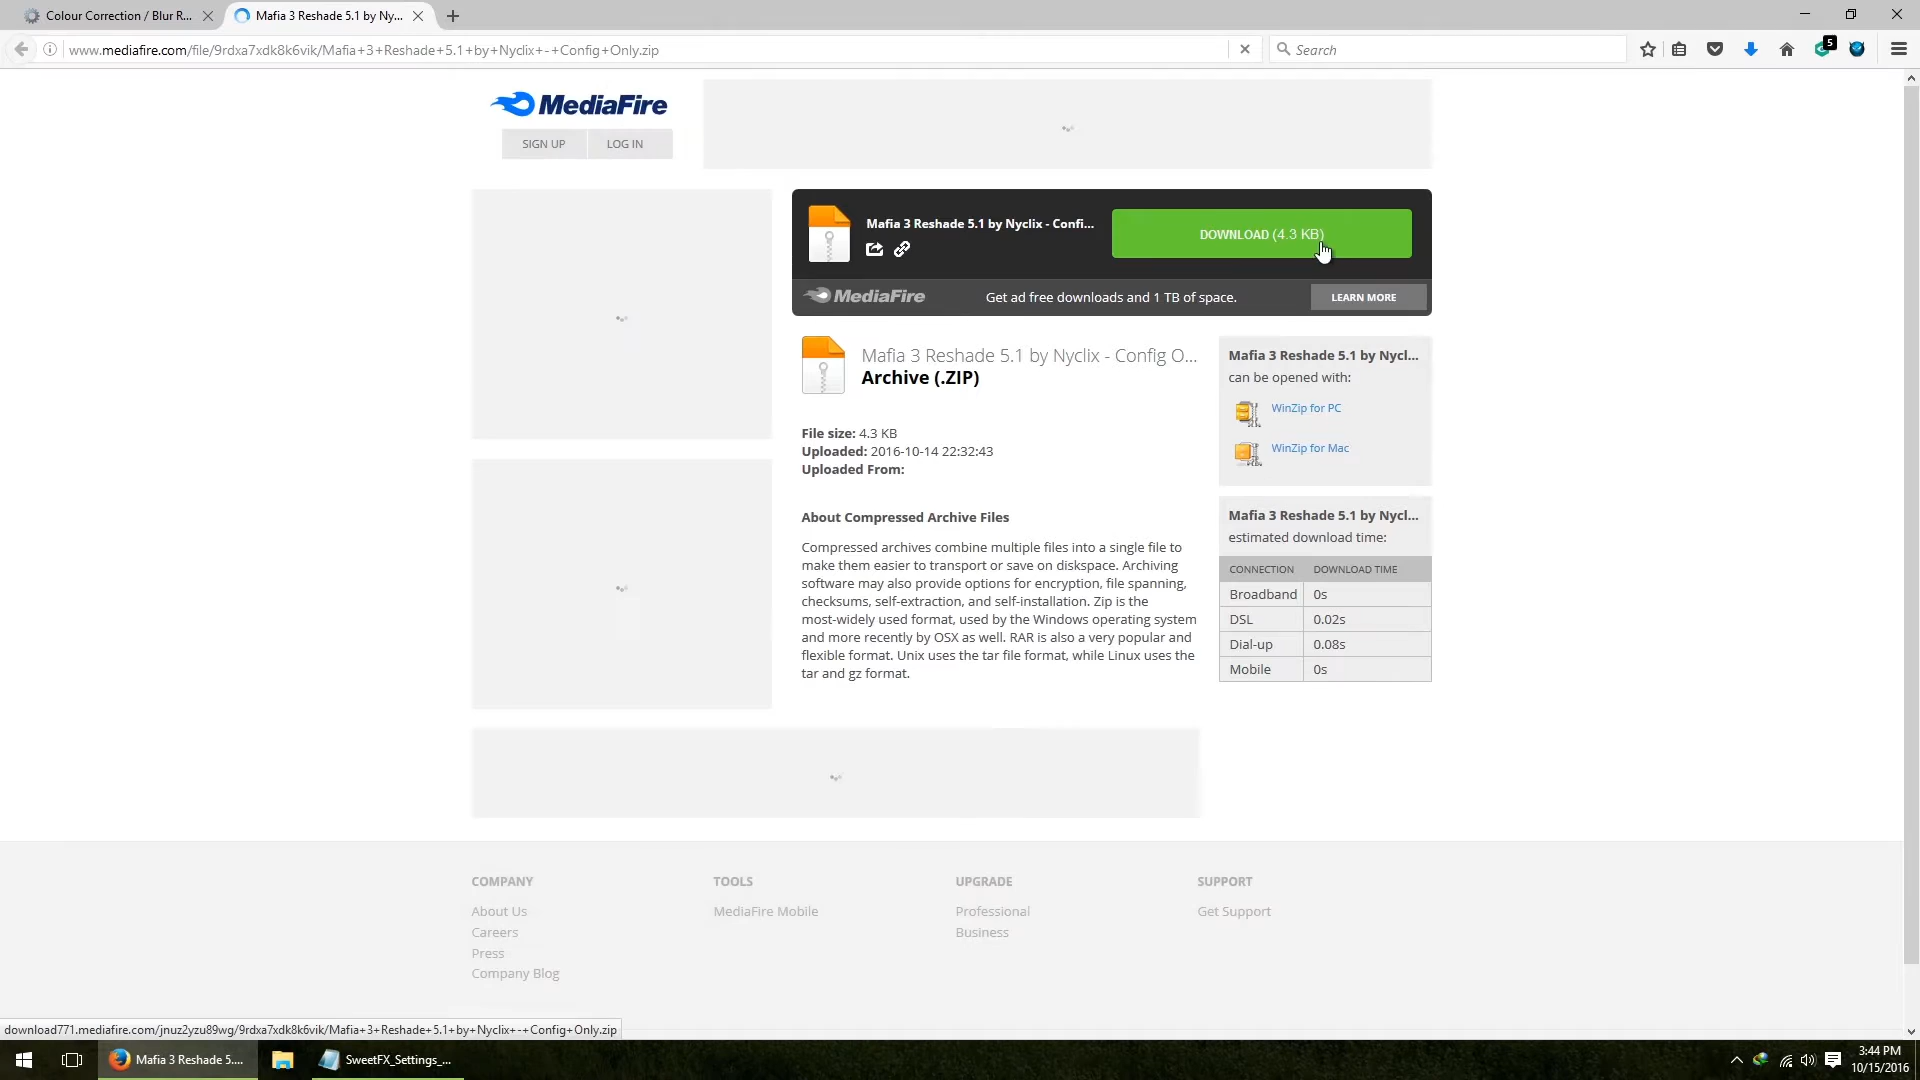 Colour Correction / Blur R...
Mafia 3 Reshade 5.1 by Ny...
www.mediafire.com/file/9rdxa7xdk8k6vik/Mafia+3+Reshade+5.1+by+Nyclix+-+Config+Only.zip
Search
5
MediaFire
SIGN UP
LOG IN
Mafia 3 Reshade 5.1 by Nyclix - Confi...
DOWNLOAD (4.3 KB)
MediaFire
Get ad free downloads and 1 TB of space.
LEARN MORE
Mafia 3 Reshade 5.1 by Nyclix - Config O...
Archive (.ZIP)
File size: 4.3 KB
Uploaded: 2016-10-14 22:32:43
Uploaded From:
About Compressed Archive Files
Compressed archives combine multiple files into a single file to
make them easier to transport or save on diskspace. Archiving
software may also provide options for encryption, file spanning,
checksums, self-extraction, and self-installation. Zip is the
most-widely used format, used by the Windows operating system
and more recently by OSX as well. RAR is also a very popular and
flexible format. Unix uses the tar file format, while Linux uses the
tar and gz format.
Mafia 3 Reshade 5.1 by Nycl...
can be opened with:
WinZip for PC
WinZip for Mac
Mafia 3 Reshade 5.1 by Nycl...
estimated download time:
CONNECTION DOWNLOAD TIME
Broadband 0s
DSL 0.02s
Dial-up 0.08s
Mobile 0s
COMPANY
About Us
Careers
Press
Company Blog
TOOLS
MediaFire Mobile
UPGRADE
Professional
Business
SUPPORT
Get Support
download771.mediafire.com/jnuz2yzu89wg/9rdxa7xdk8k6vik/Mafia+3+Reshade+5.1+by+Nyclix+-+Config+Only.zip
Mafia 3 Reshade 5....
SweetFX_Settings_...
3:44 PM
10/15/2016